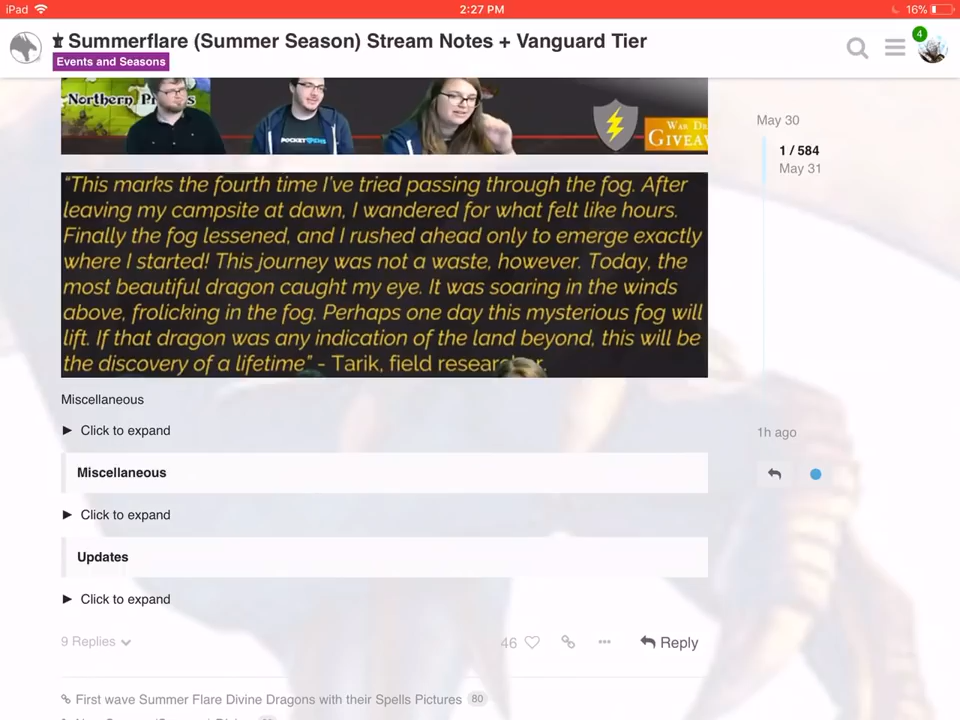 iPad
2:27 PM
16%
Summerflare (Summer Season) Stream Notes + Vanguard Tier
Events and Seasons
4
Northern
POCKET GEMS
GIVEAW
May 30
1 / 584
May 31
“This marks the fourth time I’ve tried passing through the fog. After
leaving my campsite at dawn, I wandered for what felt like hours.
Finally the fog lessened, and I rushed ahead only to emerge exactly
where I started! This journey was not a waste, however. Today, the
most beautiful dragon caught my eye. It was soaring in the winds
above, frolicking in the fog. Perhaps one day this mysterious fog will
lift. If that dragon was any indication of the land beyond, this will be
the discovery of a lifetime” - Tarik, field researcher.
Miscellaneous
Click to expand
1h ago
Miscellaneous
Click to expand
Updates
Click to expand
9 Replies
46
Reply
First wave Summer Flare Divine Dragons with their Spells Pictures 80